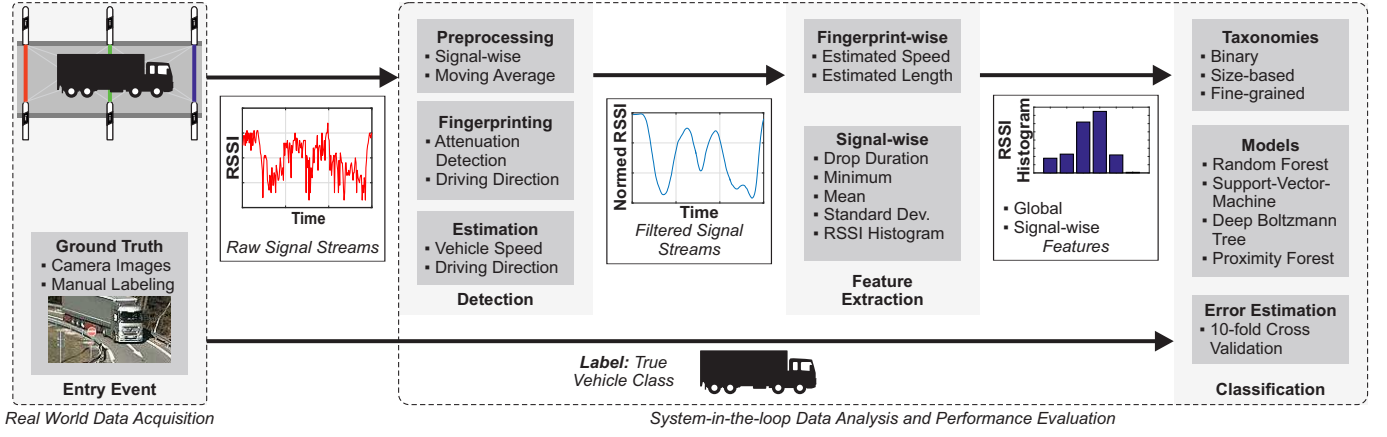 Ground Truth
▪ Camera Images
▪ Manual Labeling
Entry Event
Real World Data Acquisition
RSSI
Time
Raw Signal Streams
Preprocessing
▪ Signal-wise
▪ Moving Average
Fingerprinting
▪ Attenuation
Detection
▪ Driving Direction
Estimation
▪ Vehicle Speed
▪ Driving Direction
Detection
Normed RSSI
Time
Filtered Signal
Streams
Fingerprint-wise
▪ Estimated Speed
▪ Estimated Length
Signal-wise
▪ Drop Duration
▪ Minimum
▪ Mean
▪ Standard Dev.
▪ RSSI Histogram
Feature
Extraction
RSSI
Histogram
▪ Global
▪ Signal-wise
Features
Taxonomies
▪ Binary
▪ Size-based
▪ Fine-grained
Models
▪ Random Forest
▪ Support-Vector-
Machine
▪ Deep Boltzmann
Tree
▪ Proximity Forest
Error Estimation
▪ 10-fold Cross
Validation
Classification
Label: True
Vehicle Class
System-in-the-loop Data Analysis and Performance Evaluation